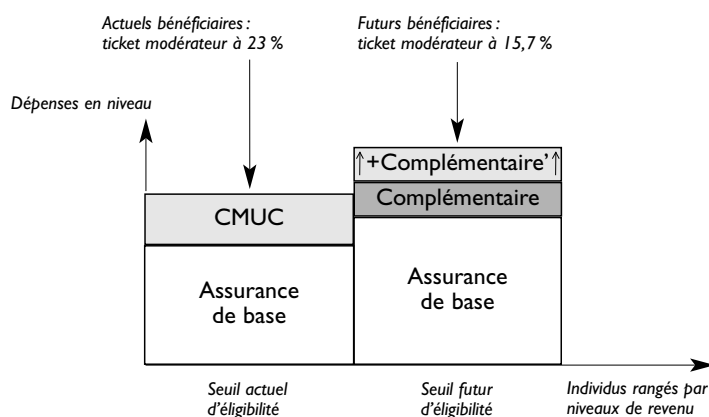 Actuels bénéficiaires :
ticket modérateur à 23 %
Futurs bénéficiaires :
ticket modérateur à 15,7 %
Dépenses en niveau
↑+Complémentaire’↑
CMUC
Complémentaire
Assurance
de base
Assurance
de base
Seuil actuel
d’éligibilité
Seuil futur
d’éligibilité
Individus rangés par
niveaux de revenu